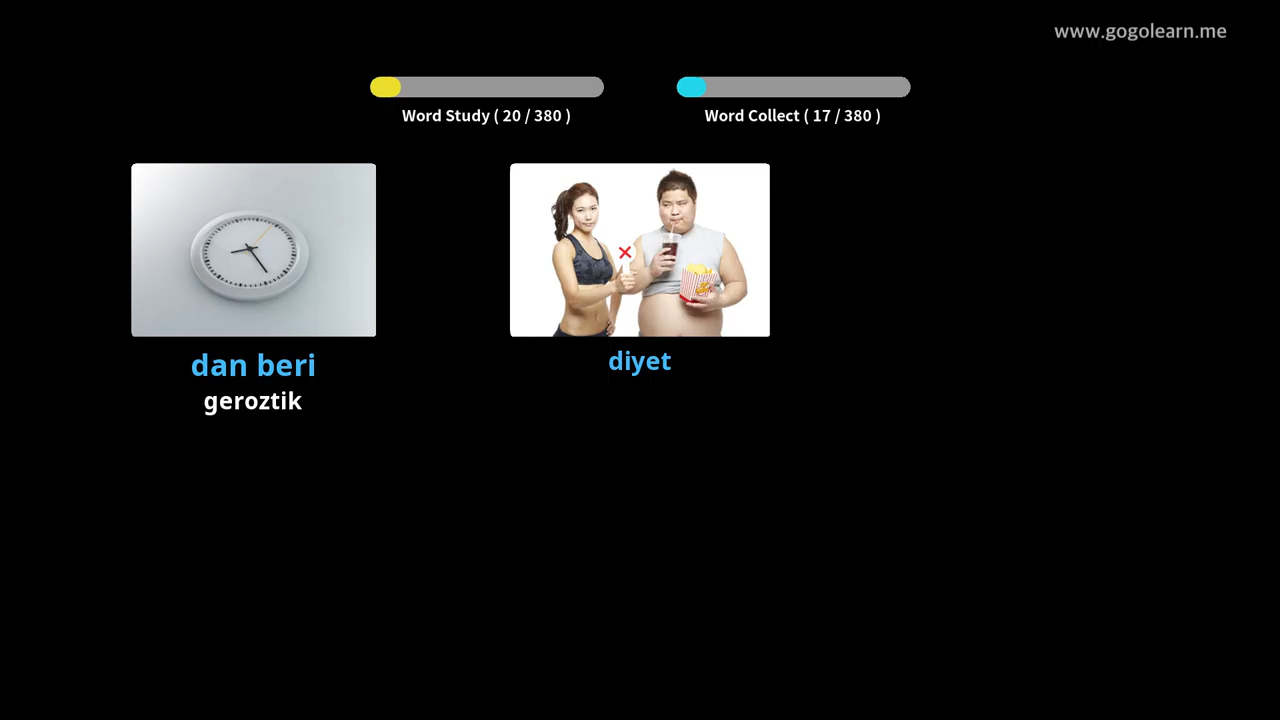 www.gogolearn.me
Word Study ( 20 / 380 )
Word Collect ( 17 / 380 )
dan beri
geroztik
diyet